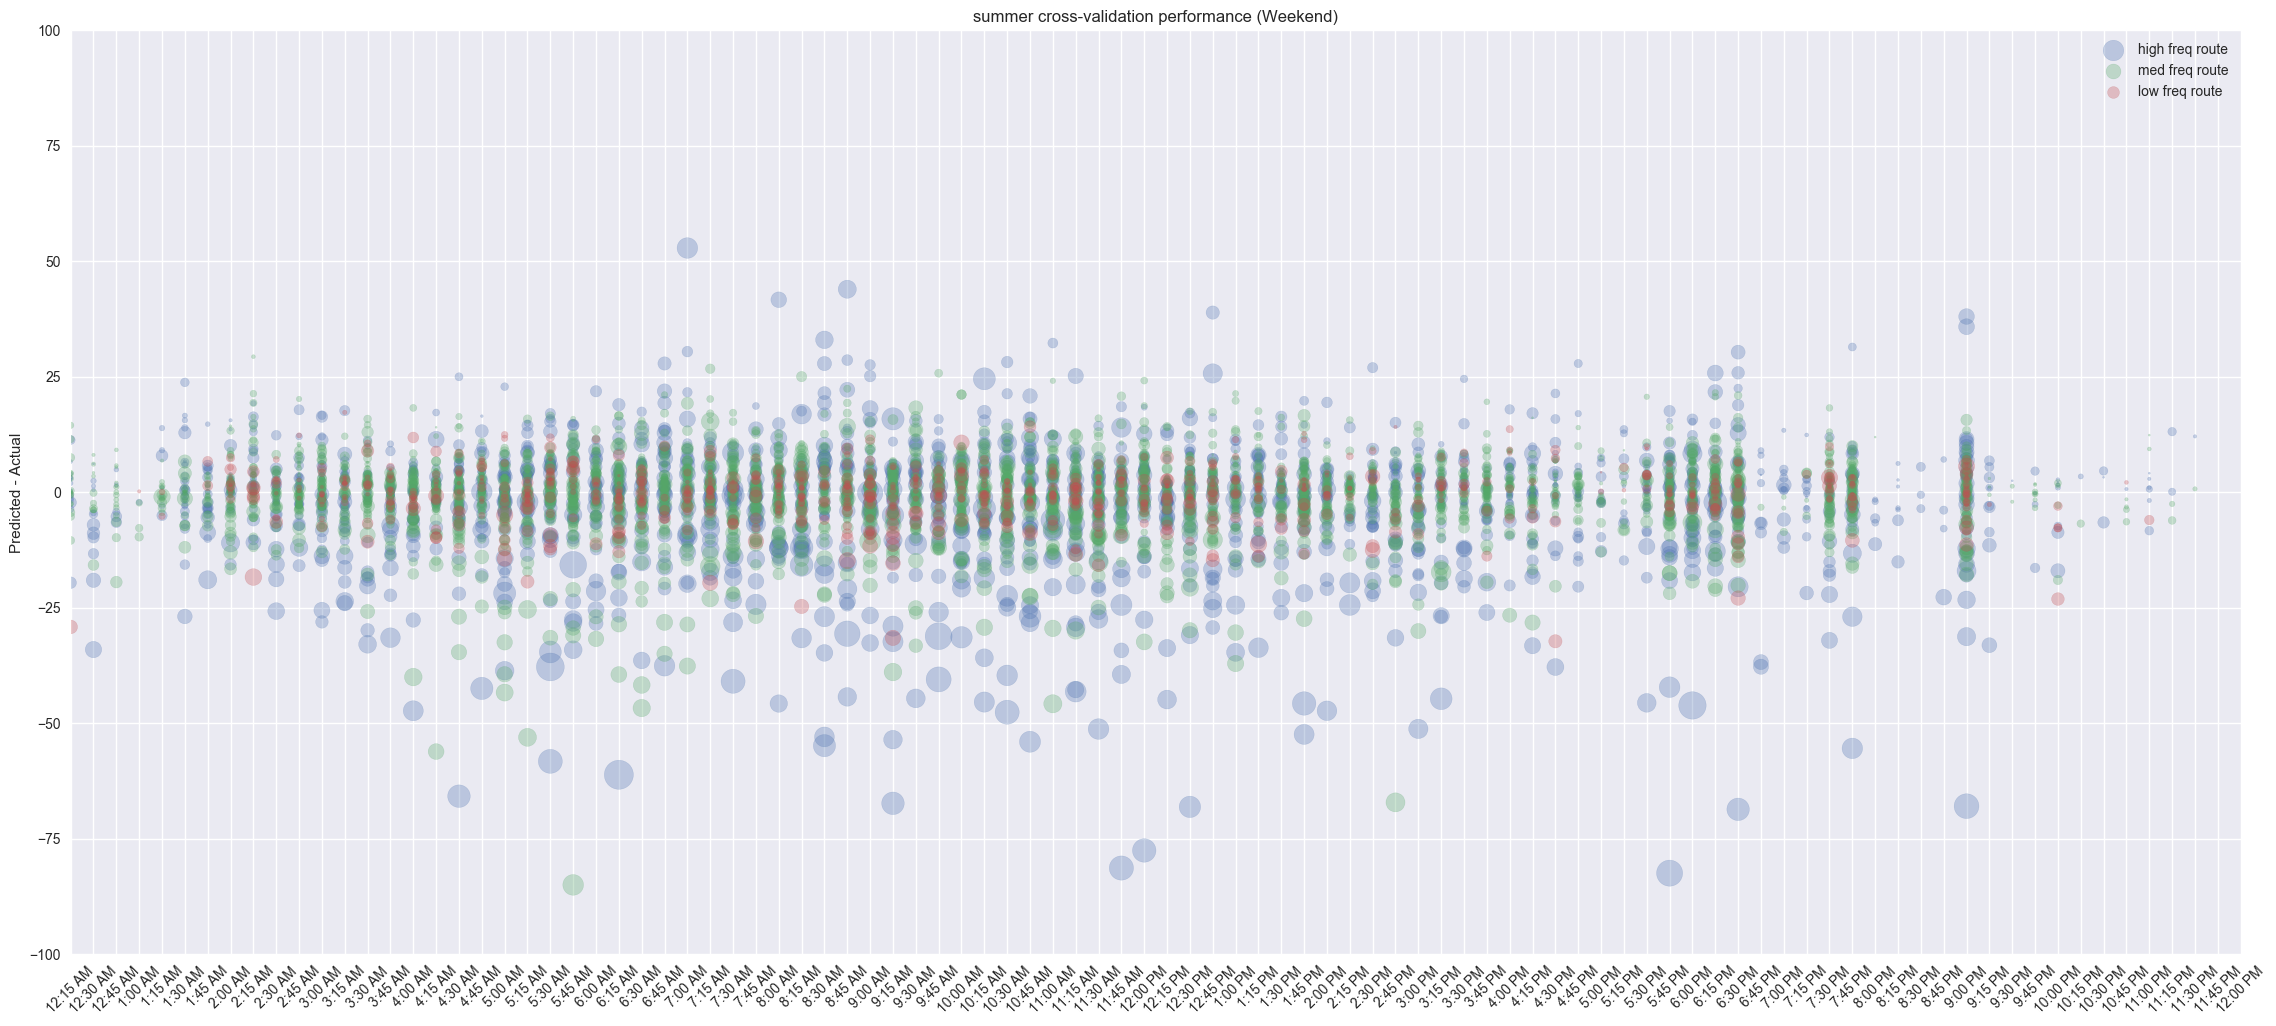 summer cross-validation performance (Weekend)
high freq route
med freq route
low freq route
Predicted - Actual
100
75
50
25
0
−25
−50
−75
−100
12:15 AM
12:30 AM
12:45 AM
1:00 AM
1:15 AM
1:30 AM
1:45 AM
2:00 AM
2:15 AM
2:30 AM
2:45 AM
3:00 AM
3:15 AM
3:30 AM
3:45 AM
4:00 AM
4:15 AM
4:30 AM
4:45 AM
5:00 AM
5:15 AM
5:30 AM
5:45 AM
6:00 AM
6:15 AM
6:30 AM
6:45 AM
7:00 AM
7:15 AM
7:30 AM
7:45 AM
8:00 AM
8:15 AM
8:30 AM
8:45 AM
9:00 AM
9:15 AM
9:30 AM
9:45 AM
10:00 AM
10:15 AM
10:30 AM
10:45 AM
11:00 AM
11:15 AM
11:30 AM
11:45 AM
12:00 PM
12:15 PM
12:30 PM
12:45 PM
1:00 PM
1:15 PM
1:30 PM
1:45 PM
2:00 PM
2:15 PM
2:30 PM
2:45 PM
3:00 PM
3:15 PM
3:30 PM
3:45 PM
4:00 PM
4:15 PM
4:30 PM
4:45 PM
5:00 PM
5:15 PM
5:30 PM
5:45 PM
6:00 PM
6:15 PM
6:30 PM
6:45 PM
7:00 PM
7:15 PM
7:30 PM
7:45 PM
8:00 PM
8:15 PM
8:30 PM
8:45 PM
9:00 PM
9:15 PM
9:30 PM
9:45 PM
10:00 PM
10:15 PM
10:30 PM
10:45 PM
11:00 PM
11:15 PM
11:30 PM
11:45 PM
12:00 PM